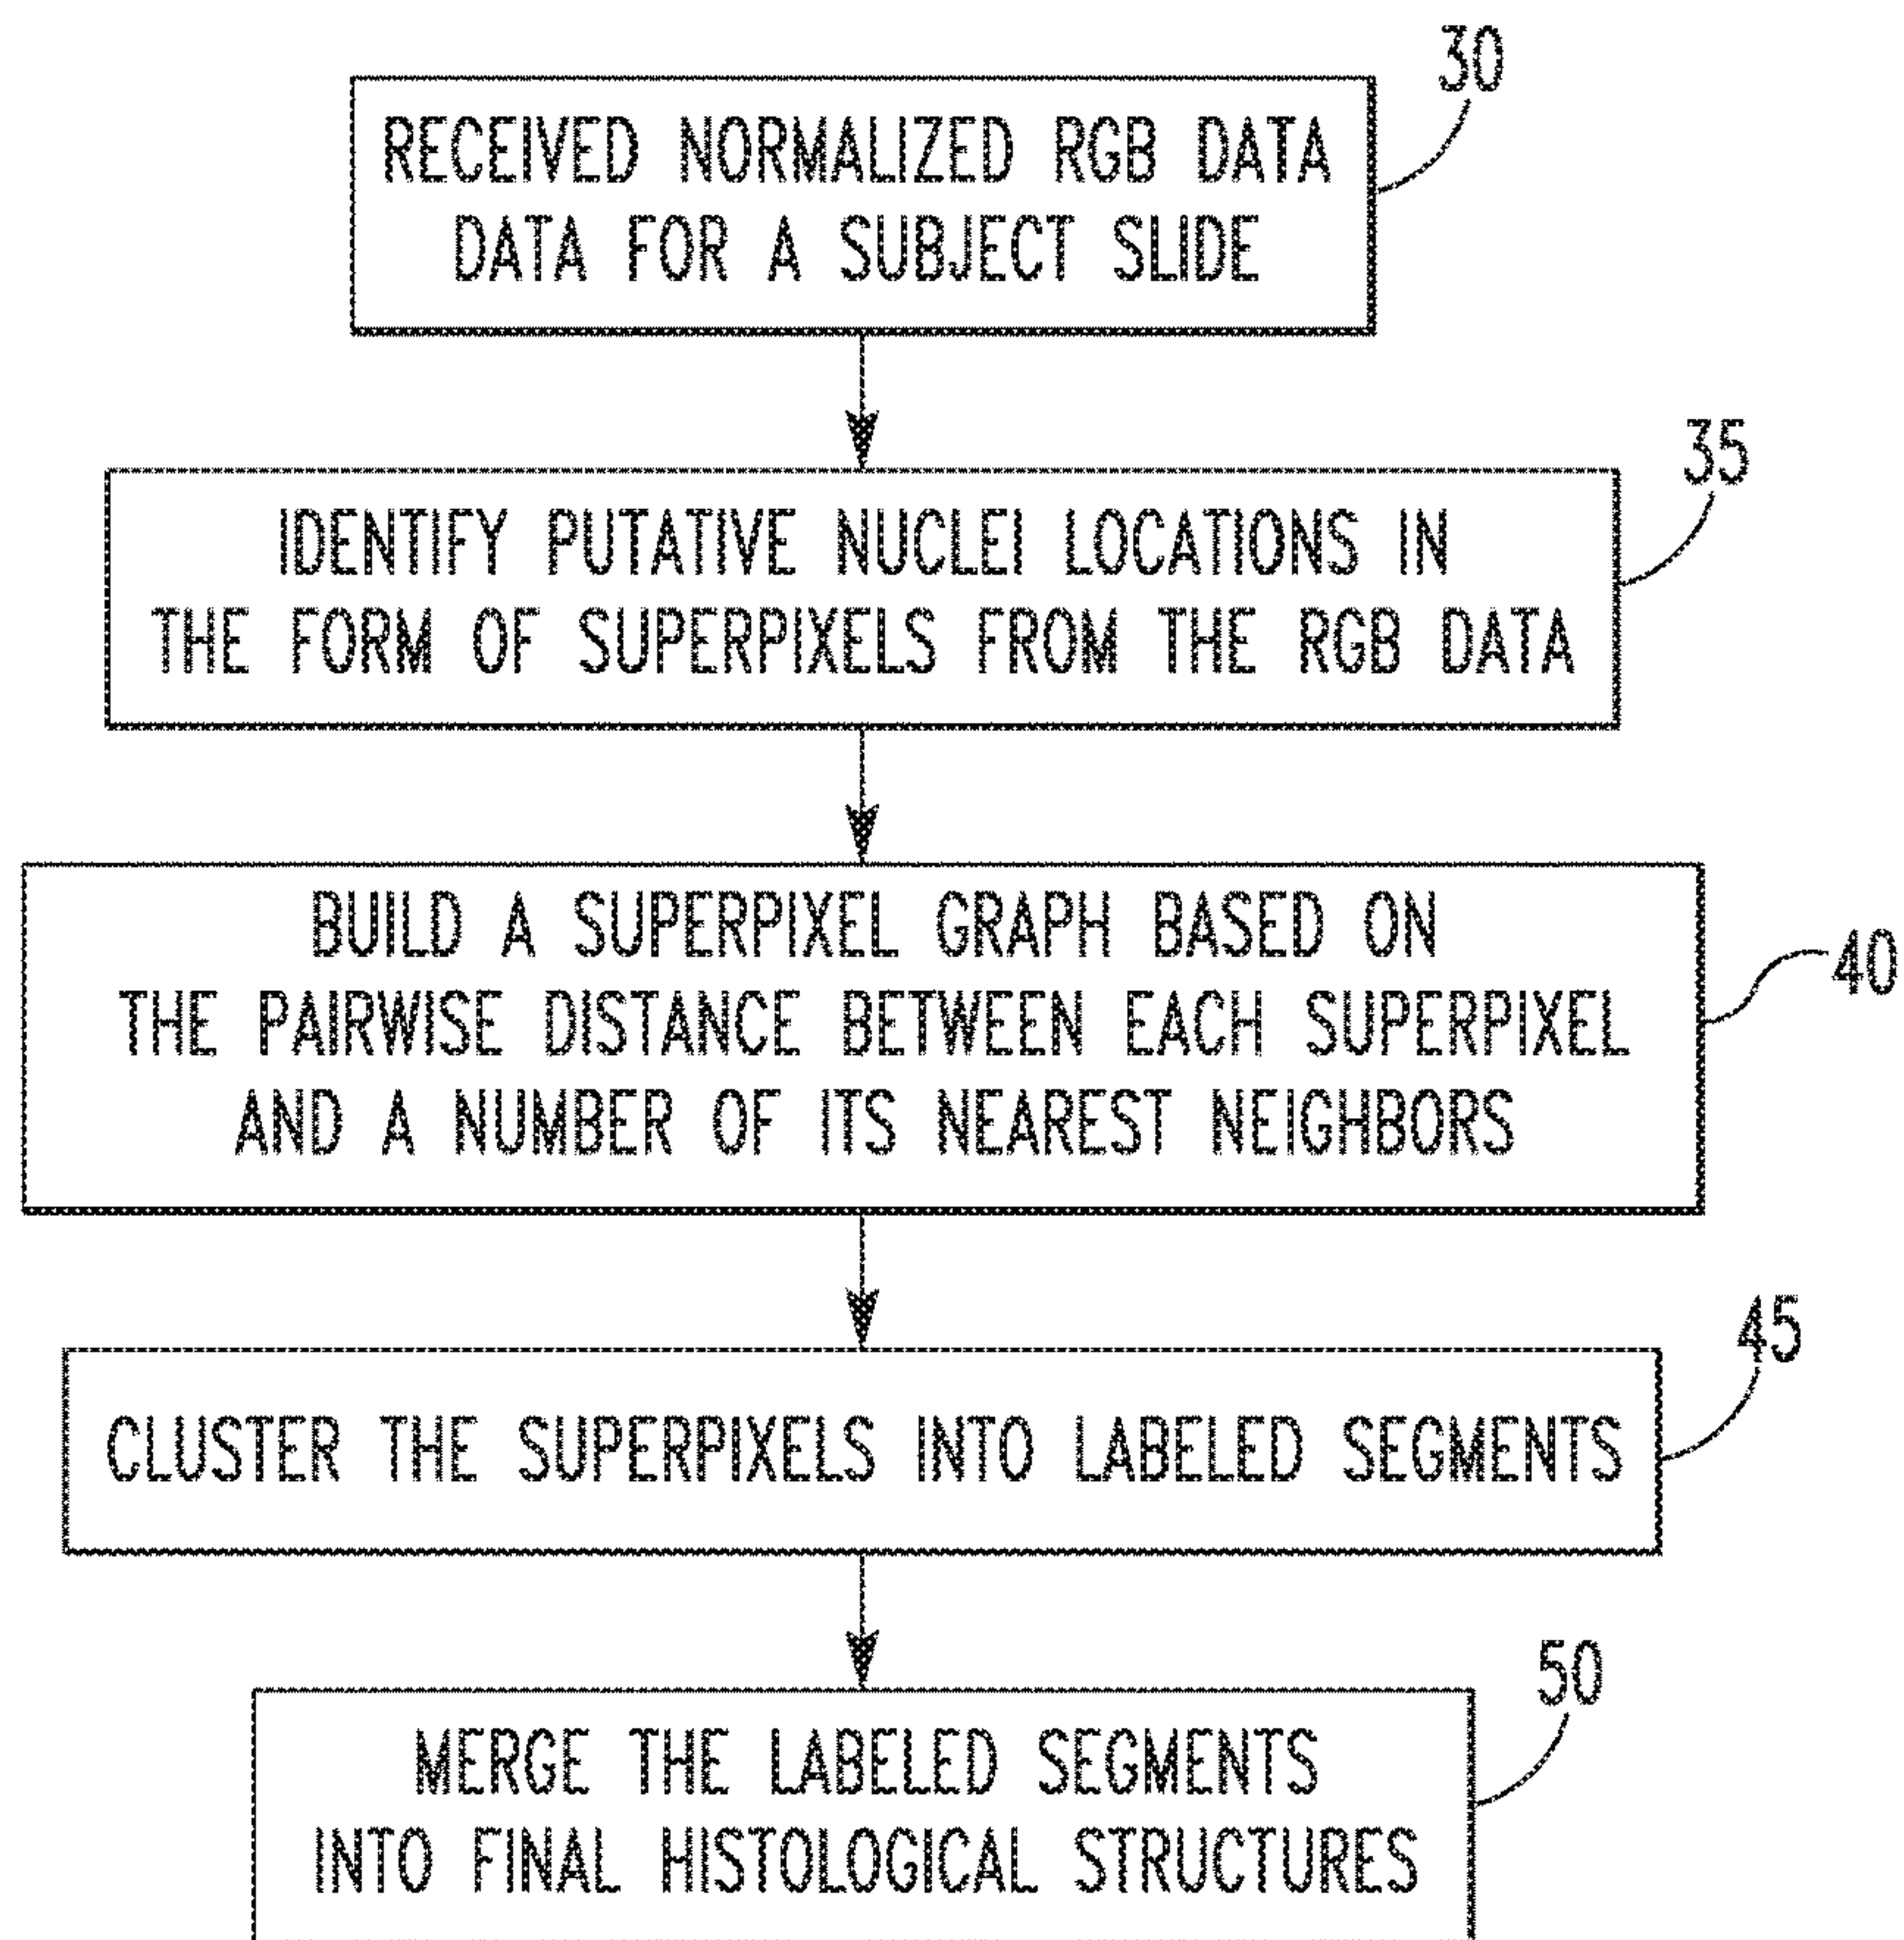 30
RECEIVED NORMALIZED RGB DATA
DATA FOR A SUBJECT SLIDE
35
IDENTIFY PUTATIVE NUCLEI LOCATIONS IN
THE FORM OF SUPERPIXELS FROM THE RGB DATA
BUILD A SUPERPIXEL GRAPH BASED ON
THE PAIRWISE DISTANCE BETWEEN EACH SUPERPIXEL
AND A NUMBER OF ITS NEAREST NEIGHBORS
40
45
CLUSTER THE SUPERPIXELS INTO LABELED SEGMENTS
50
MERGE THE LABELED SEGMENTS
INTO FINAL HISTOLOGICAL STRUCTURES